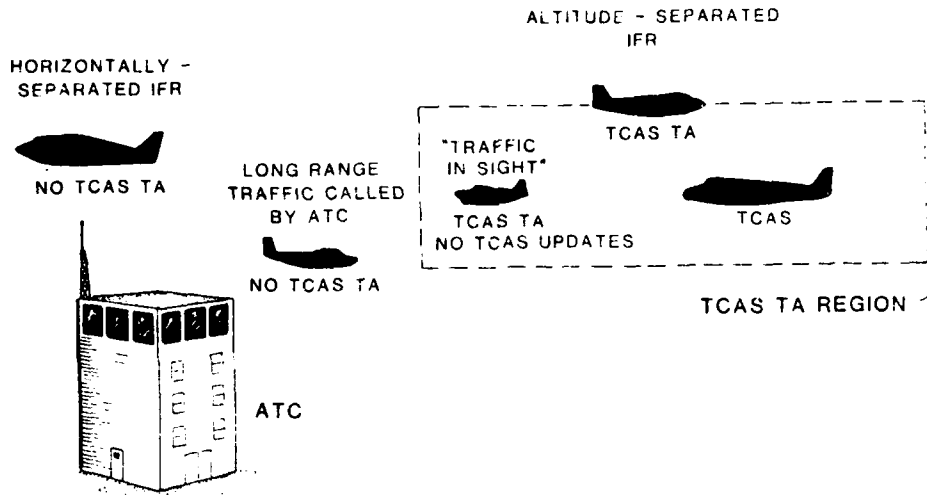 ALTITUDE - SEPARATED
IFR
HORIZONTALLY -
SEPARATED IFR
TCAS TA
"TRAFFIC
IN SIGHT"
NO TCAS TA
LONG RANGE
TRAFFIC CALLED
BY ATC
TCAS
TCAS TA
NO TCAS UPDATES
NO TCAS TA
TCAS TA REGION
ATC